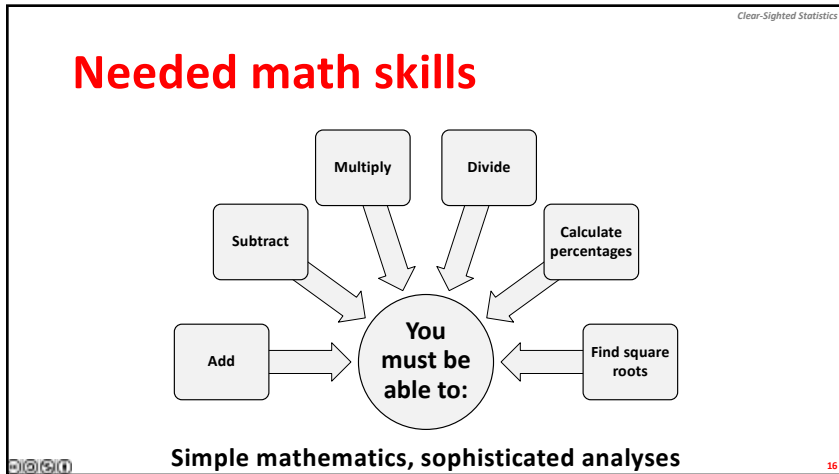 Clear-Sighted Statistics
Needed math skills
Multiply
Divide
Subtract
Calculate
percentages
Add
You
must be
able to:
Find square
roots
Simple mathematics, sophisticated analyses
16